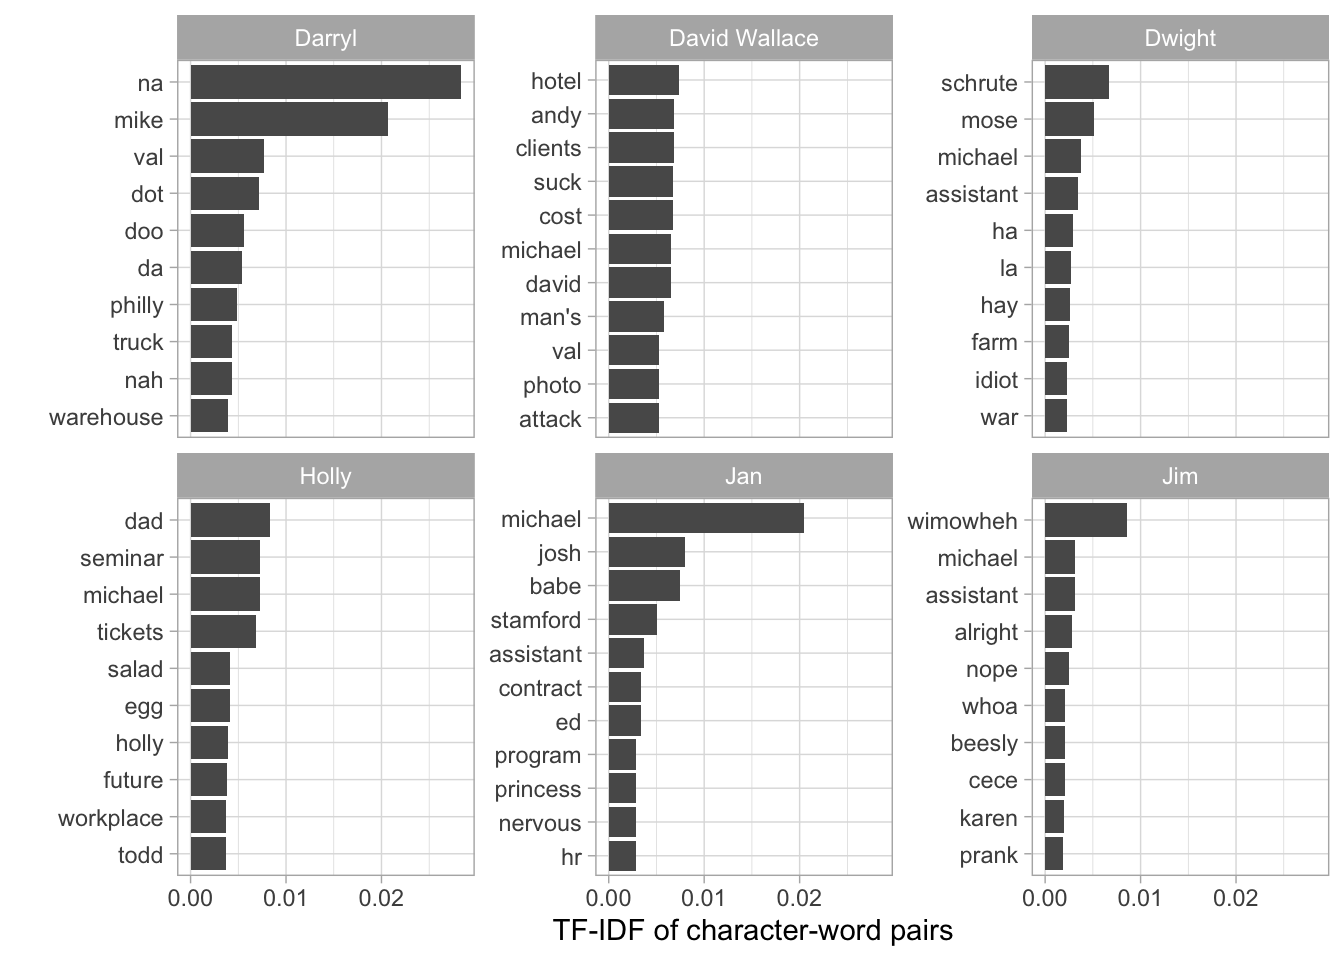 Darryl
na
mike
val
dot
doo
da
philly
truck
nah
warehouse
David Wallace
hotel
andy
clients
suck
cost
michael
david
man's
val
photo
attack
Dwight
schrute
mose
michael
assistant
ha
la
hay
farm
idiot
war
Holly
dad
seminar
michael
tickets
salad
egg
holly
future
workplace
todd
0.00 0.01 0.02
Jan
michael
josh
babe
stamford
assistant
contract
ed
program
princess
nervous
hr
0.00 0.01 0.02
Jim
wimowheh
michael
assistant
alright
nope
whoa
beesly
cece
karen
prank
0.00 0.01 0.02
TF-IDF of character-word pairs